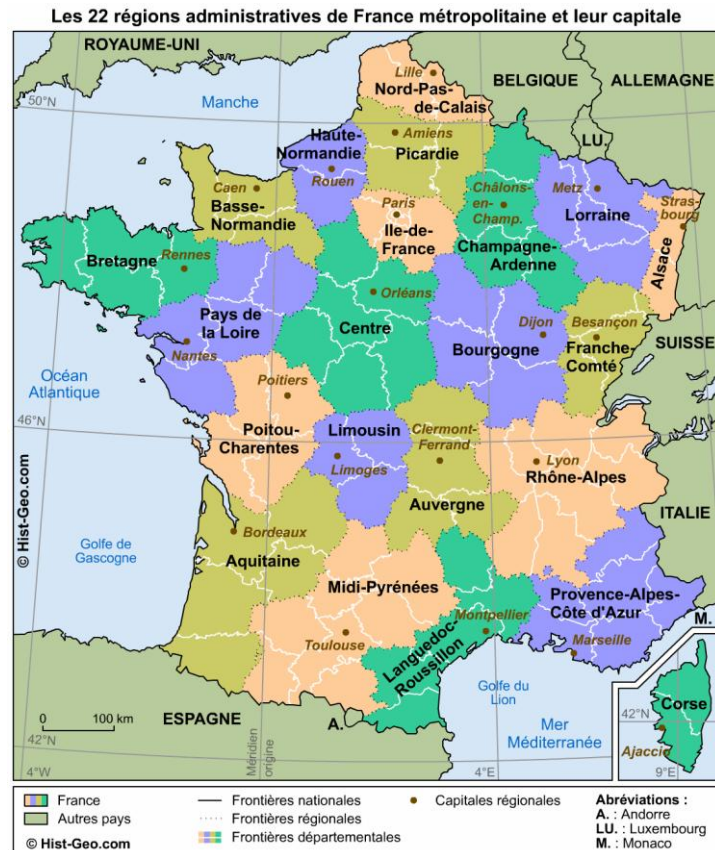 Les 22 régions administratives de France métropolitaine et leur capitale
ROYAUME-UNI
BELGIQUE
ALLEMAGNE
LU.
50°N
Manche
Lille
Nord-Pas-
de-Calais
Amiens
Picardie
Haute-
Normandie
Rouen
Caen
Basse-
Normandie
Paris
Ile-de-
France
Châlons-
en-
Champ.
Champagne-
Ardenne
Metz
Lorraine
Stras-
bourg
Alsace
Bretagne
Rennes
Pays de
la Loire
Nantes
Orléans
Centre
Dijon
Bourgogne
Besançon
Franche-
Comté
SUISSE
Océan
Atlantique
46°N
Poitiers
Poitou-
Charentes
Limousin
Limoges
Clermont-
Ferrand
Auvergne
Lyon
Rhône-Alpes
ITALIE
© Hist-Geo.com
Golfe de
Gascogne
Bordeaux
Aquitaine
Midi-Pyrénées
Toulouse
Montpellier
Languedoc-
Roussillon
Provence-Alpes-
Côte d'Azur
Marseille
M.
Golfe du
Lion
Mer
Méditerranée
Corse
42°N
Ajaccio
9°E
0
100 km
ESPAGNE
A.
42°N
4°W
Méridien
origine
4°E
France
Autres pays
© Hist-Geo.com
Frontières nationales
Frontières régionales
Frontières départementales
Capitales régionales
Abréviations :
A. : Andorre
LU. : Luxembourg
M. : Monaco